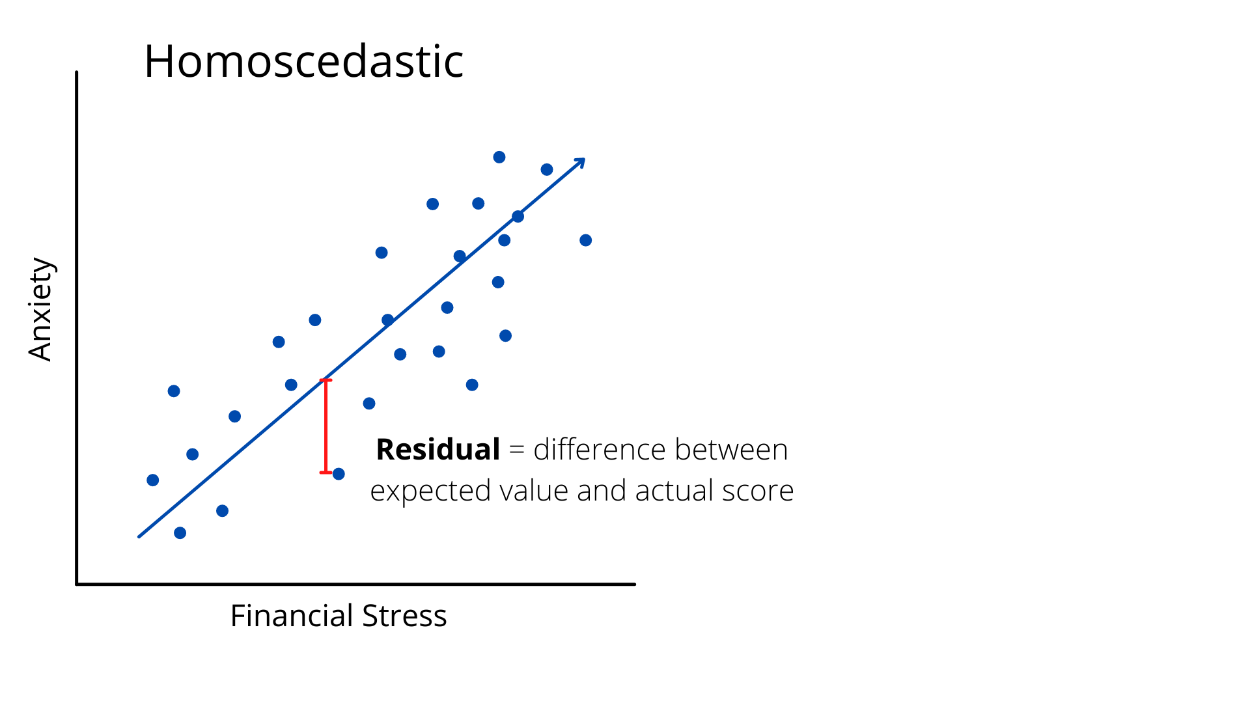 Homoscedastic
Anxiety
Residual = difference between
expected value and actual score
Financial Stress